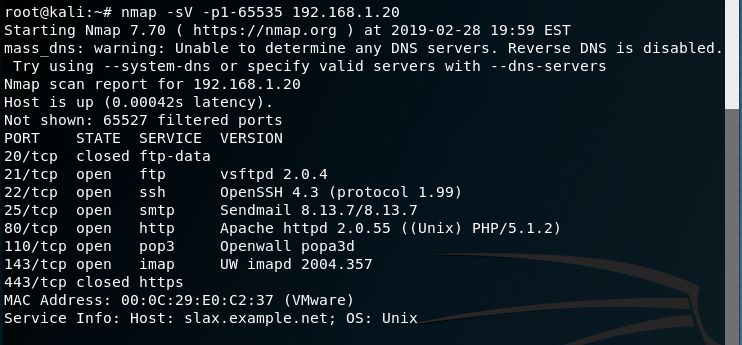 root@kali:~# nmap -sV -p1-65535 192.168.1.20
Starting Nmap 7.70 ( https://nmap.org ) at 2019-02-28 19:59 EST
mass_dns: warning: Unable to determine any DNS servers. Reverse DNS is disabled.
 Try using --system-dns or specify valid servers with --dns-servers
Nmap scan report for 192.168.1.20
Host is up (0.00042s latency).
Not shown: 65527 filtered ports
PORT    STATE  SERVICE  VERSION
20/tcp  closed ftp-data
21/tcp  open   ftp      vsftpd 2.0.4
22/tcp  open   ssh      OpenSSH 4.3 (protocol 1.99)
25/tcp  open   smtp     Sendmail 8.13.7/8.13.7
80/tcp  open   http     Apache httpd 2.0.55 ((Unix) PHP/5.1.2)
110/tcp open   pop3     Openwall popa3d
143/tcp open   imap     UW imapd 2004.357
443/tcp closed https
MAC Address: 00:0C:29:E0:C2:37 (VMware)
Service Info: Host: slax.example.net; OS: Unix